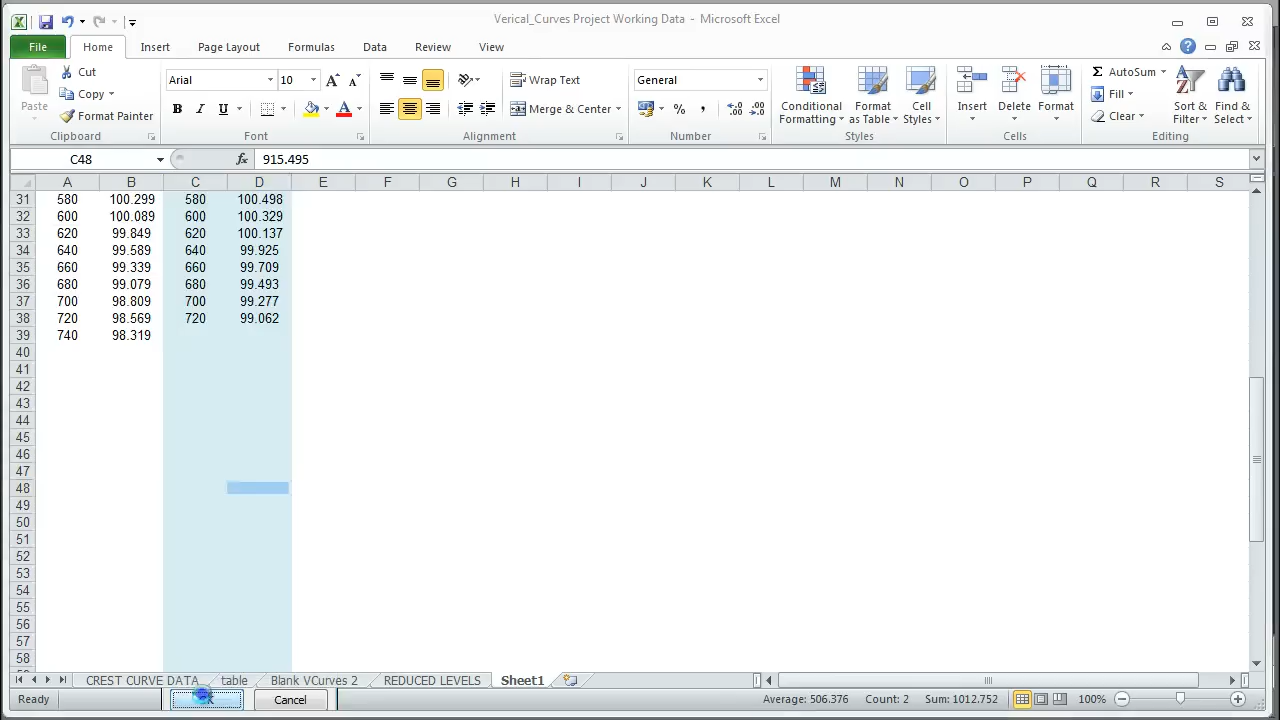 Verical_Curves Project Working Data - Microsoft Excel
File Home Insert Page Layout Formulas Data Review View
Paste
Cut
Copy
Format Painter
Arial 10
B I U
Wrap Text
Merge & Center
General
Conditional Formatting
Format as Table
Cell Styles
Insert
Delete
Format
AutoSum
Fill
Clear
Sort & Filter
Find & Select
Clipboard Font Alignment Number Styles Cells Editing
C48 fx 915.495
A B C D E F G H I J K L M N O P Q R S
31 580 100.299 580 100.498
32 600 100.089 600 100.329
33 620 99.849 620 100.137
34 640 99.589 640 99.925
35 660 99.339 660 99.709
36 680 99.079 680 99.493
37 700 98.809 700 99.277
38 720 98.569 720 99.062
39 740 98.319
40
41
42
43
44
45
46
47
48
49
50
51
52
53
54
55
56
57
58
CREST CURVE DATA table Blank VCurves 2 REDUCED LEVELS Sheet1
Ready Cancel Average: 506.376 Count: 2 Sum: 1012.752 100%